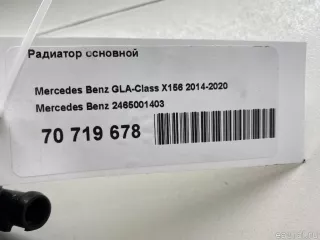 Радиатор основной
Mercedes Benz GLA-Class X156 2014-2020
Mercedes Benz 2465001403
70 719 678